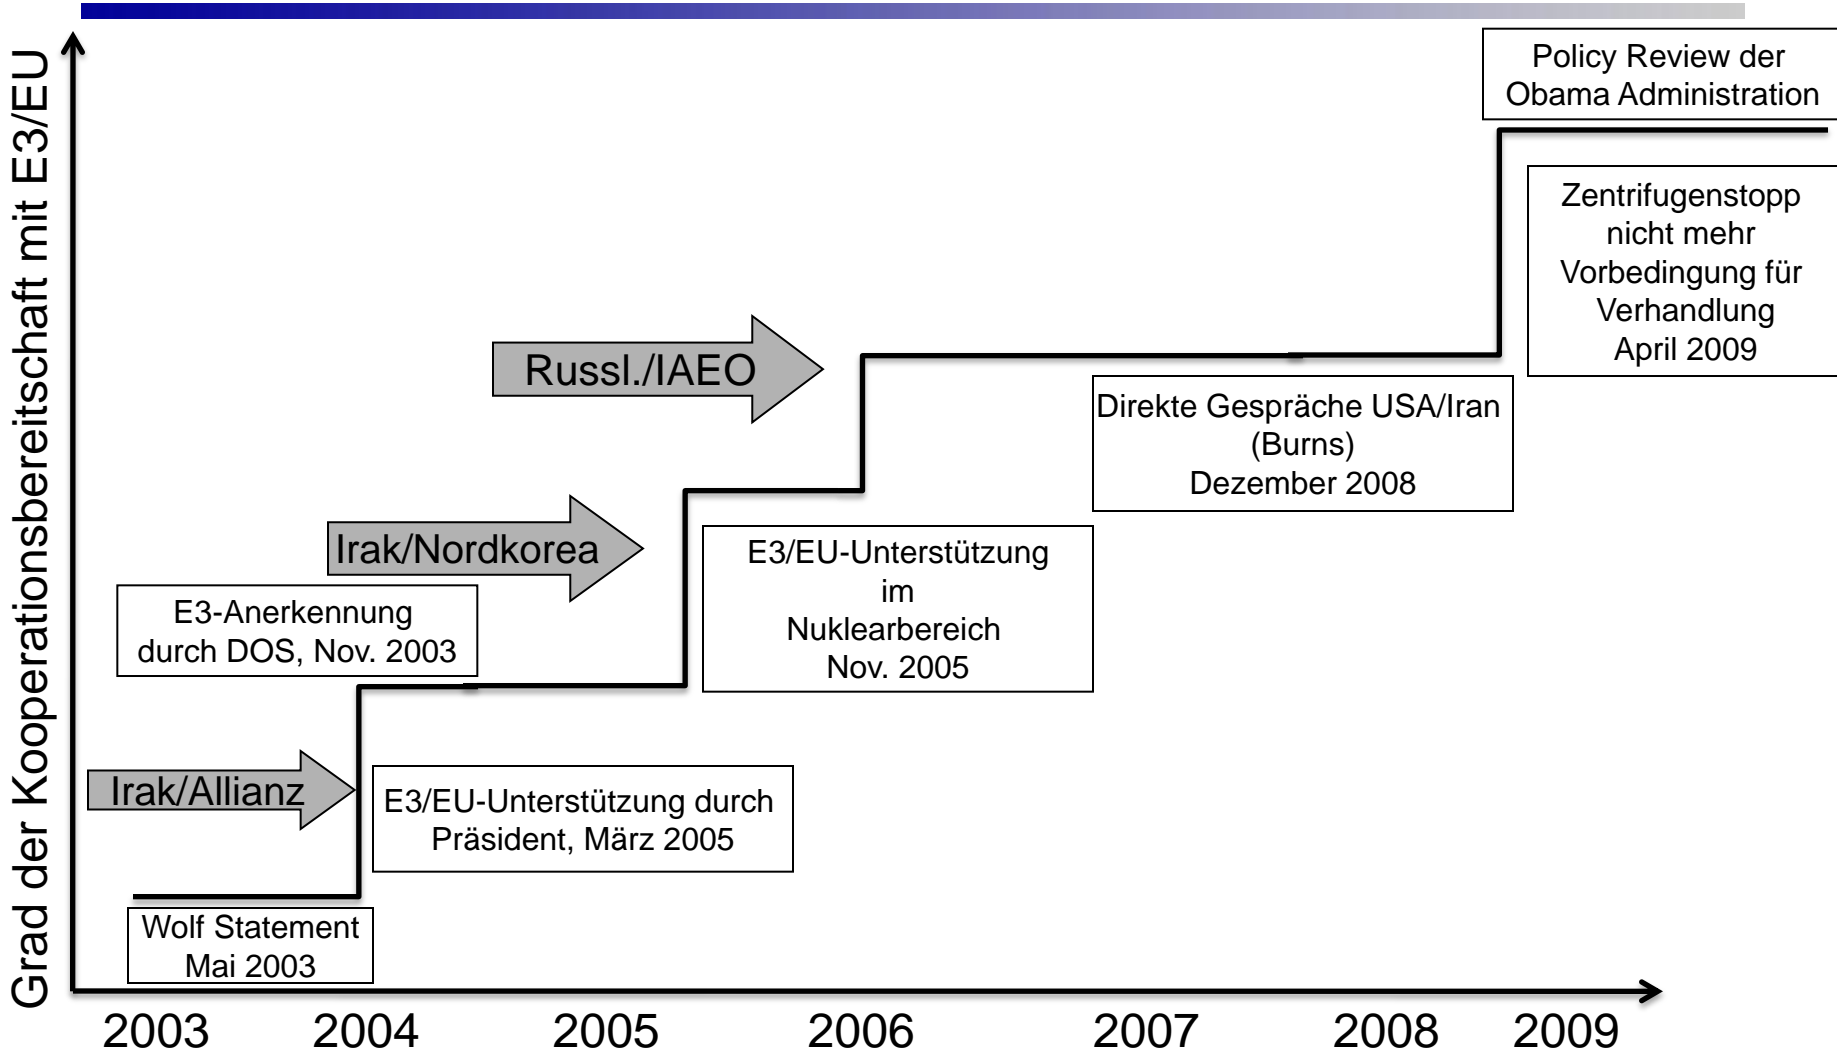 Grad der Kooperationsbereitschaft mit E3/EU
Policy Review der
Obama Administration
Zentrifugenstopp
nicht mehr
Vorbedingung für
Verhandlung
April 2009
Russl./IAEO
Direkte Gespräche USA/Iran
(Burns)
Dezember 2008
Irak/Nordkorea
E3/EU-Unterstützung
im
Nuklearbereich
Nov. 2005
E3-Anerkennung
durch DOS, Nov. 2003
Irak/Allianz
E3/EU-Unterstützung durch
Präsident, März 2005
Wolf Statement
Mai 2003
2003 2004 2005 2006 2007 2008 2009